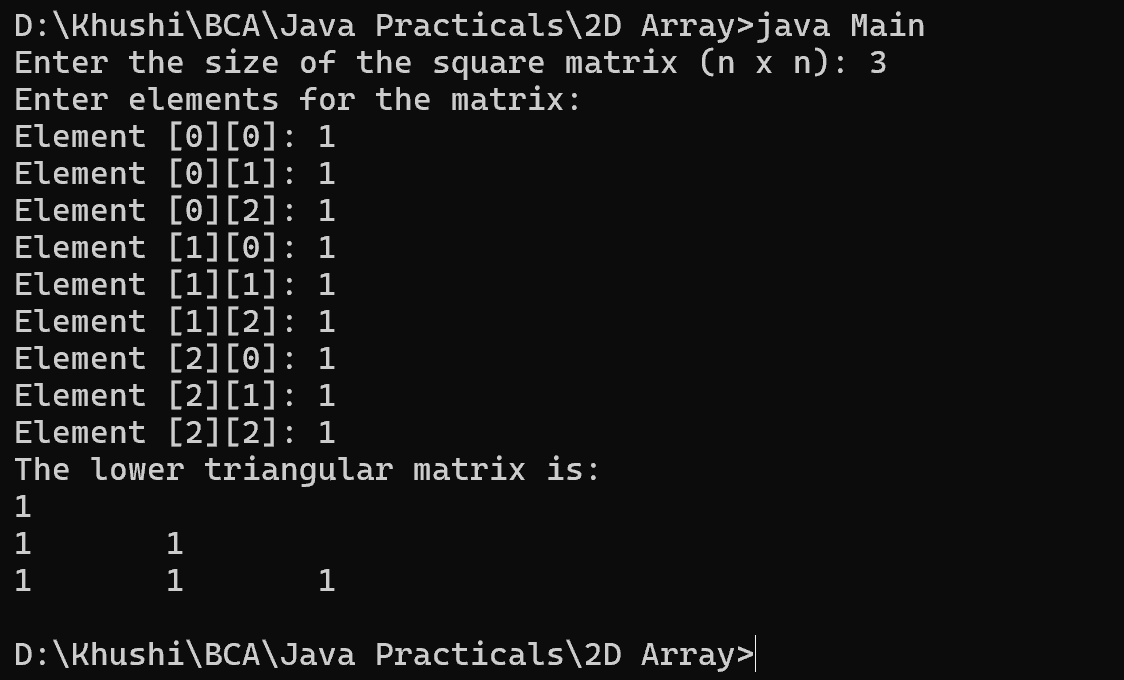 D:\Khushi\BCA\Java Practicals\2D Array>java Main
Enter the size of the square matrix (n x n): 3
Enter elements for the matrix:
Element [0][0]: 1
Element [0][1]: 1
Element [0][2]: 1
Element [1][0]: 1
Element [1][1]: 1
Element [1][2]: 1
Element [2][0]: 1
Element [2][1]: 1
Element [2][2]: 1
The lower triangular matrix is:
1
1       1
1       1       1
D:\Khushi\BCA\Java Practicals\2D Array>